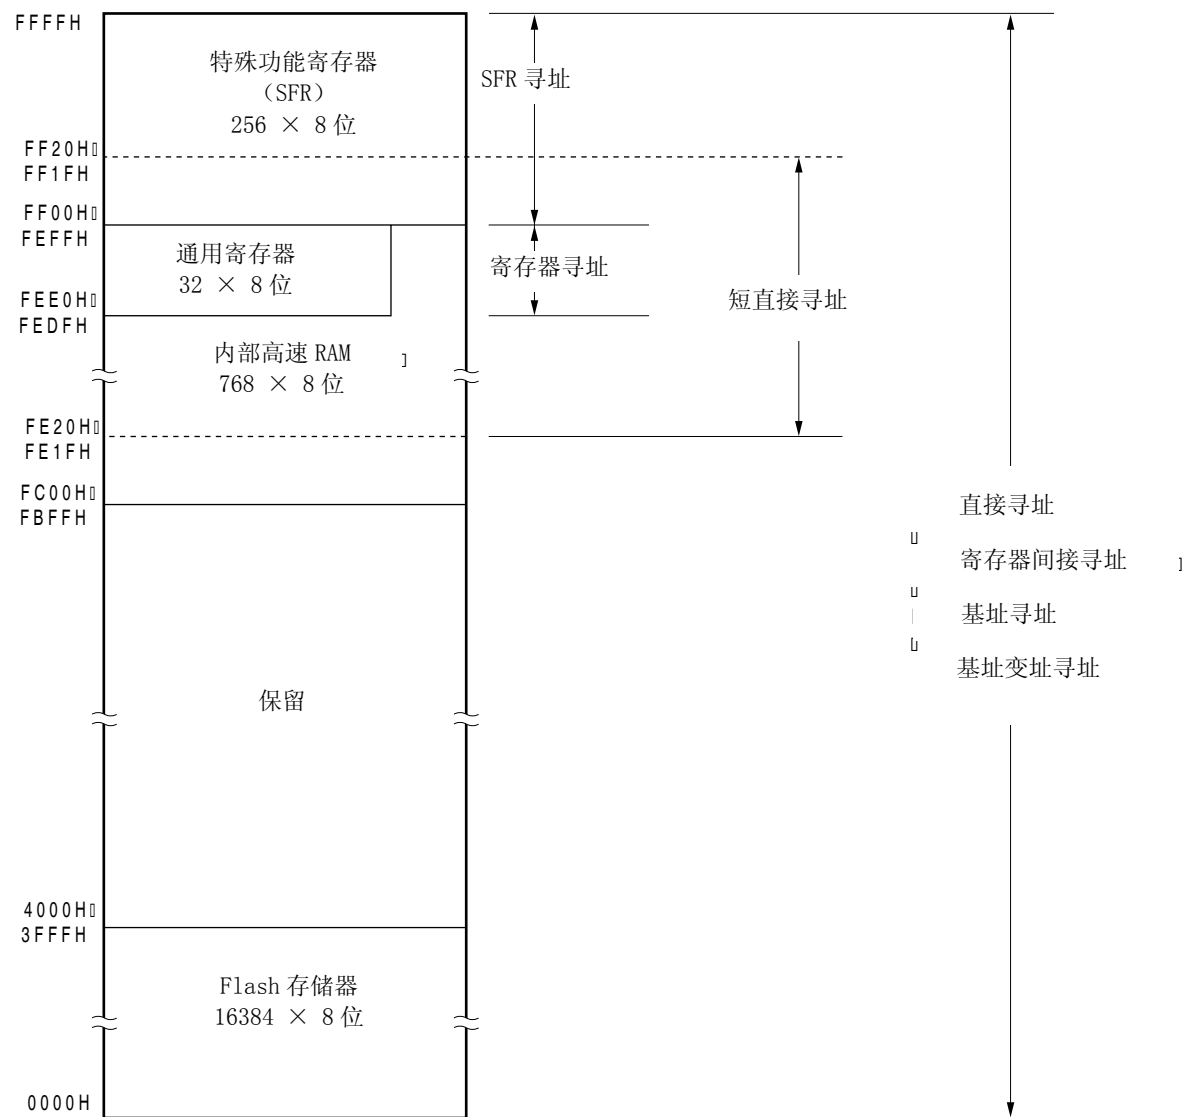 FFFFH
特殊功能寄存器
（SFR）
256 × 8位
SFR 寻址
FF20H
FF1FH
FF00H
FEFFH
通用寄存器
32 × 8位
寄存器寻址
短直接寻址
FEE0H
FEDFH
内部高速 RAM
768 × 8位
FE20H
FE1FH
FC00H
FBFFH
直接寻址
寄存器间接寻址
基址寻址
基址变址寻址
保留
4000H
3FFFH
Flash 存储器
16384 × 8位
0000H